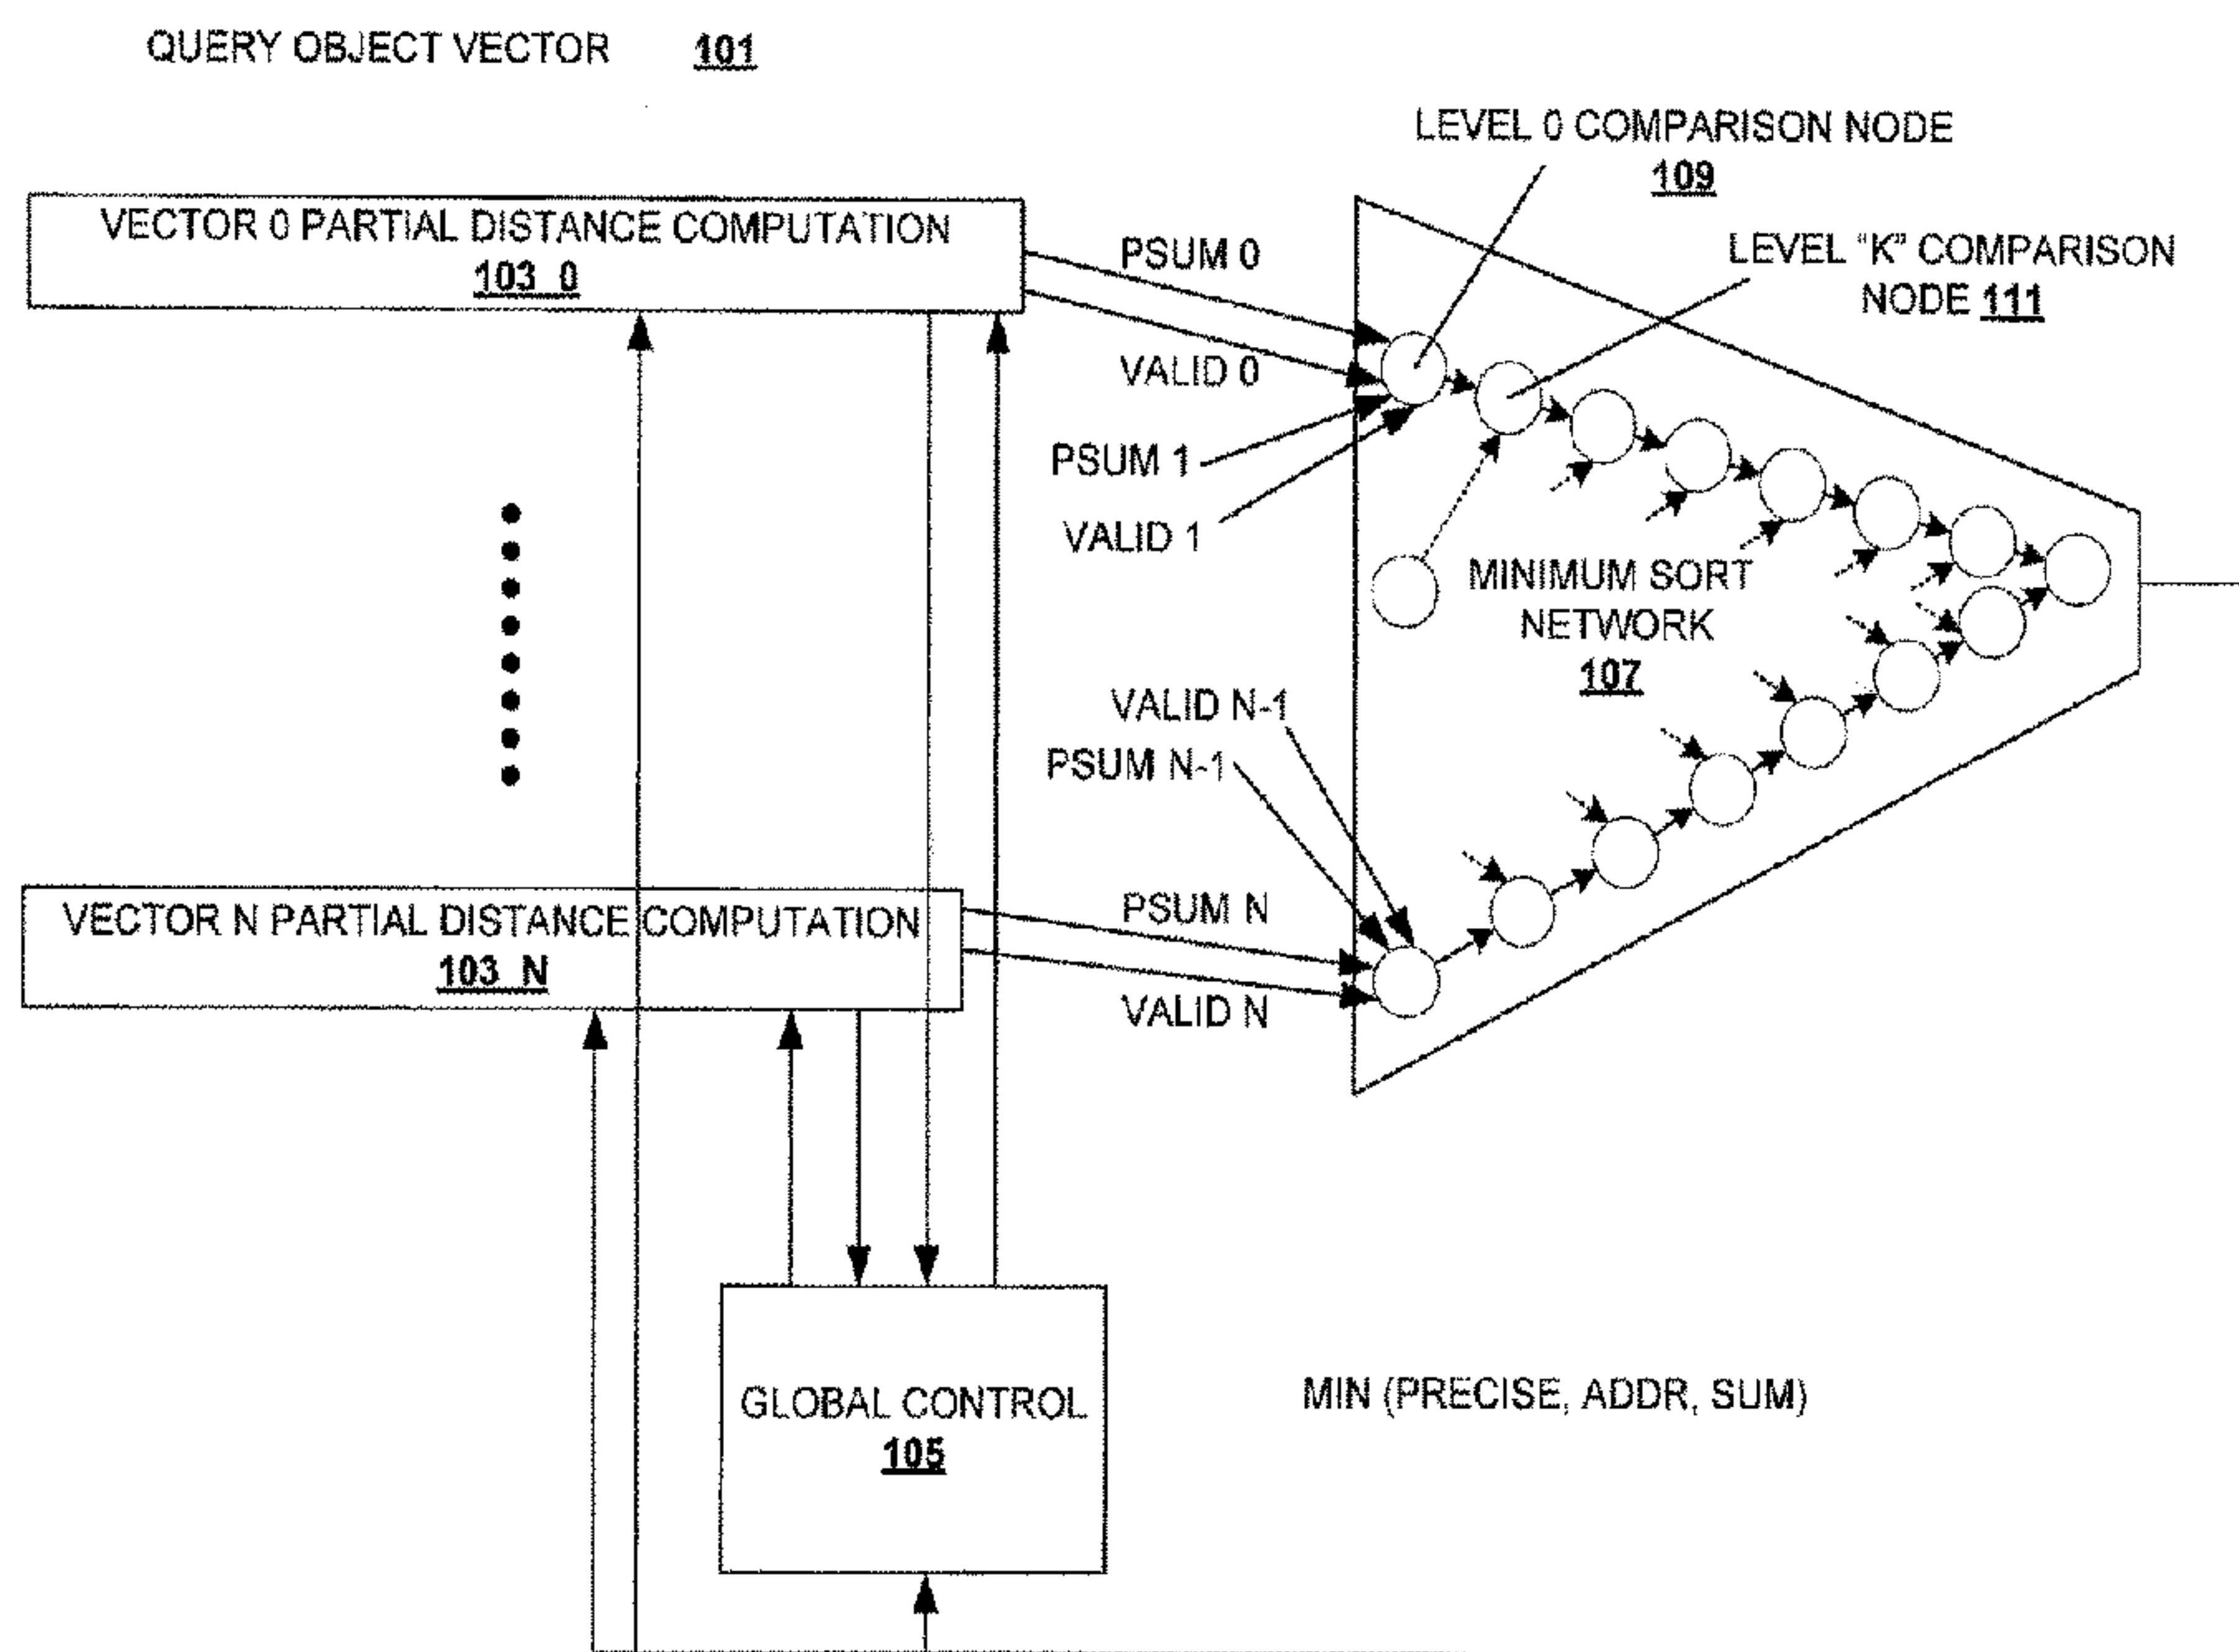 QUERY OBJECT VECTOR 101
LEVEL 0 COMPARISON NODE
109
VECTOR 0 PARTIAL DISTANCE COMPUTATION
103_0
PSUM 0
LEVEL "K" COMPARISON
NODE 111
VALID 0
PSUM 1
VALID 1
MINIMUM SORT
NETWORK
107
VALID N-1
PSUM N-1
VECTOR N PARTIAL DISTANCE COMPUTATION
103_N
PSUM N
VALID N
GLOBAL CONTROL
105
MIN (PRECISE, ADDR, SUM)